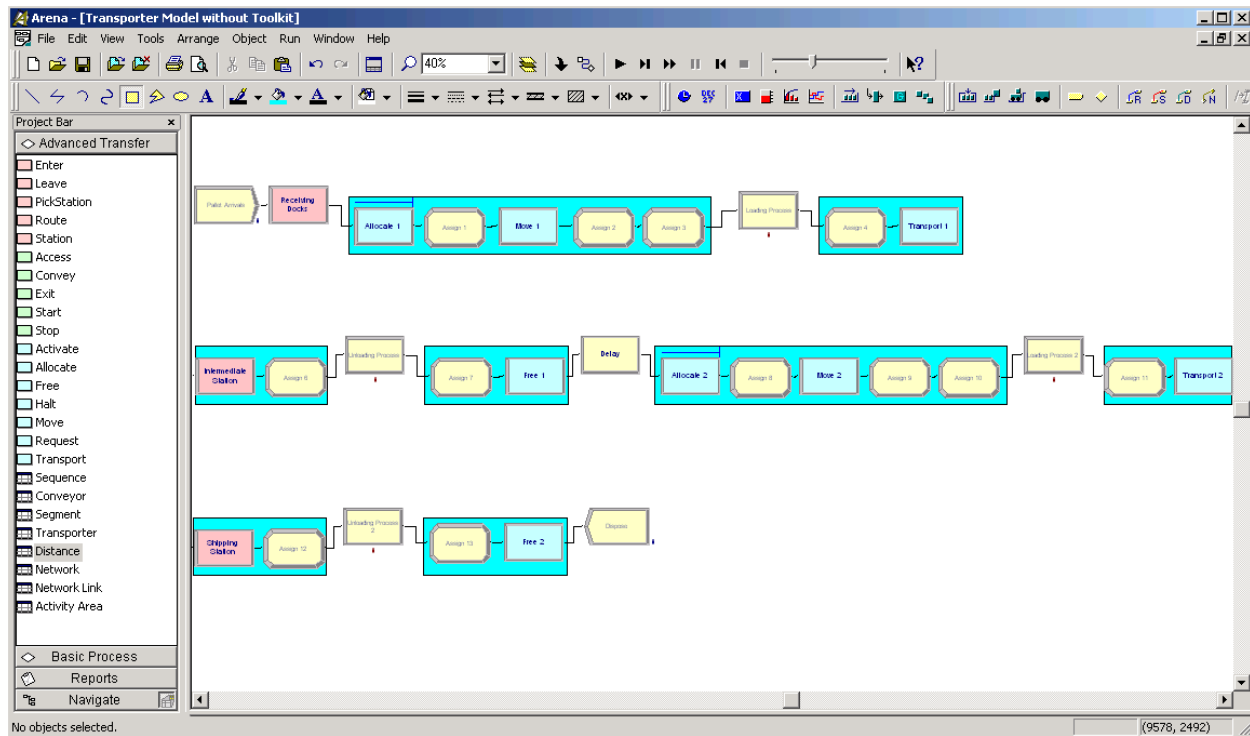 Arena - [Transporter Model without Toolkit]
File Edit View Tools Arrange Object Run Window Help
40%
Project Bar
Advanced Transfer
Enter
Leave
PickStation
Route
Station
Access
Convey
Exit
Start
Stop
Activate
Allocate
Free
Halt
Move
Request
Transport
Sequence
Conveyor
Segment
Transporter
Distance
Network
Network Link
Activity Area
Basic Process
Reports
Navigate
Pallet Arrivals
Receiving
Docks
Allocate 1
Assign 1
Move 1
Assign 2
Assign 3
Loading Process
Assign 4
Transport 1
Intermediate
Station
Assign 6
Unloading Process
Assign 7
Free 1
Delay
Allocate 2
Assign 8
Move 2
Assign 9
Assign 10
Loading Process 2
Assign 11
Transport 2
Shipping
Station
Assign 12
Unloading Process
2
Assign 13
Free 2
Dispose
No objects selected.
(9578, 2492)